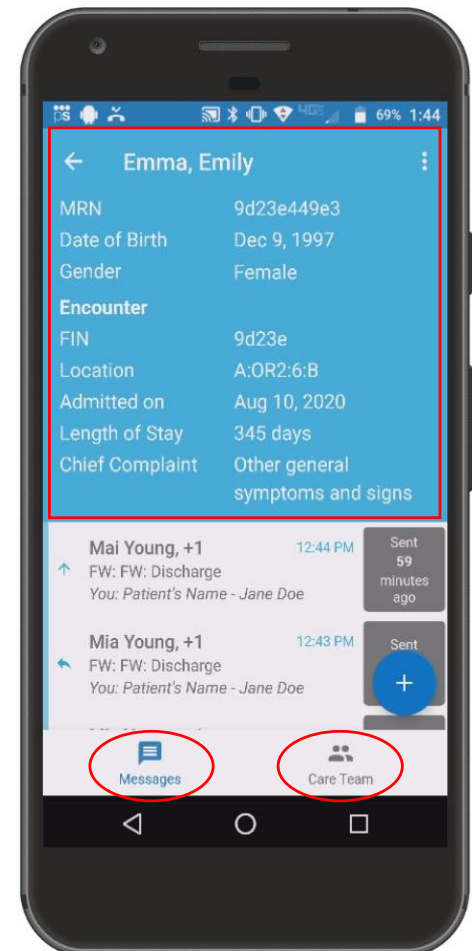 69% 1:44
Emma, Emily
MRN 9d23e449e3
Date of Birth Dec 9, 1997
Gender Female
Encounter
FIN 9d23e
Location A:OR2:6:B
Admitted on Aug 10, 2020
Length of Stay 345 days
Chief Complaint Other general
symptoms and signs
Mai Young, +1 12:44 PM
FW: FW: Discharge
You: Patient's Name - Jane Doe
Sent
59
minutes
ago
Mia Young, +1 12:43 PM
FW: FW: Discharge
You: Patient's Name - Jane Doe
Sent
+
Messages
Care Team